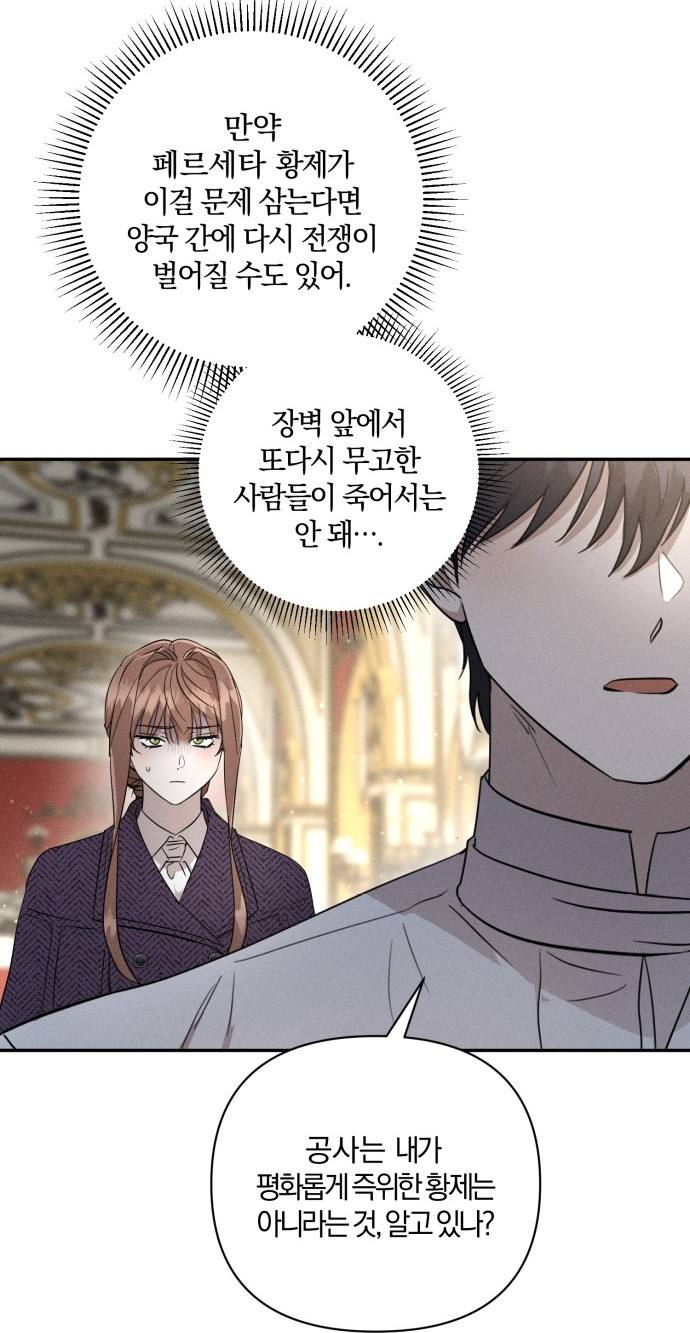 만약
페르세타 황제가
이걸 문제 삼는다면
양국 간에 다시 전쟁이
벌어질 수도 있어.
장벽 앞에서
또다시 무고한
사람들이 죽어서는
안 돼….
공사는 내가
평화롭게 즉위한 황제는
아니라는 것, 알고 있나?